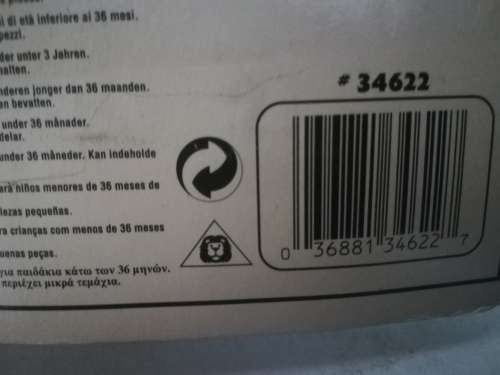 di età inferiore ai 36 mesi.
pezzi.
der unter 3 Jahren.
halten.
nderen jonger dan 36 maanden.
en bevatten.
under 36 månader.
delar.
under 36 måneder. Kan indeholde
ara niños menores de 36 meses de
iezas pequeñas.
ra crianças com menos de 36 meses
quenas peças.
για παιδάκια κάτω των 36 μηνών.
περιέχει μικρά τεμάχια.
# 34622
0 36881 34622 7